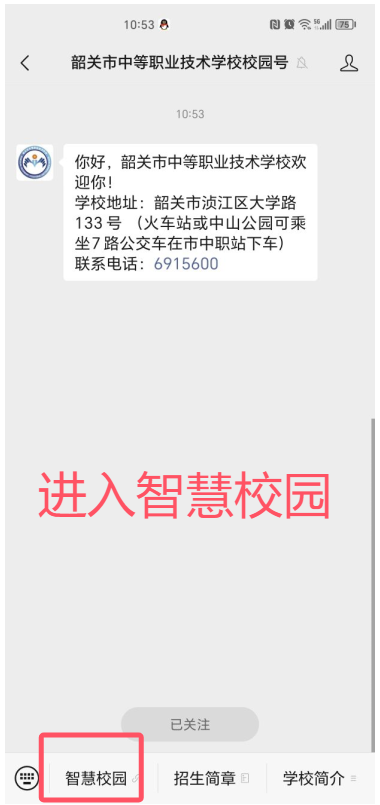 10:53
5G
75
韶关市中等职业技术学校校园号
10:53
你好，韶关市中等职业技术学校欢
迎你！
学校地址：韶关市浈江区大学路
133号 （火车站或中山公园可乘
坐7路公交车在市中职站下车）
联系电话：6915600
进入智慧校园
已关注
智慧校园
招生简章
学校简介